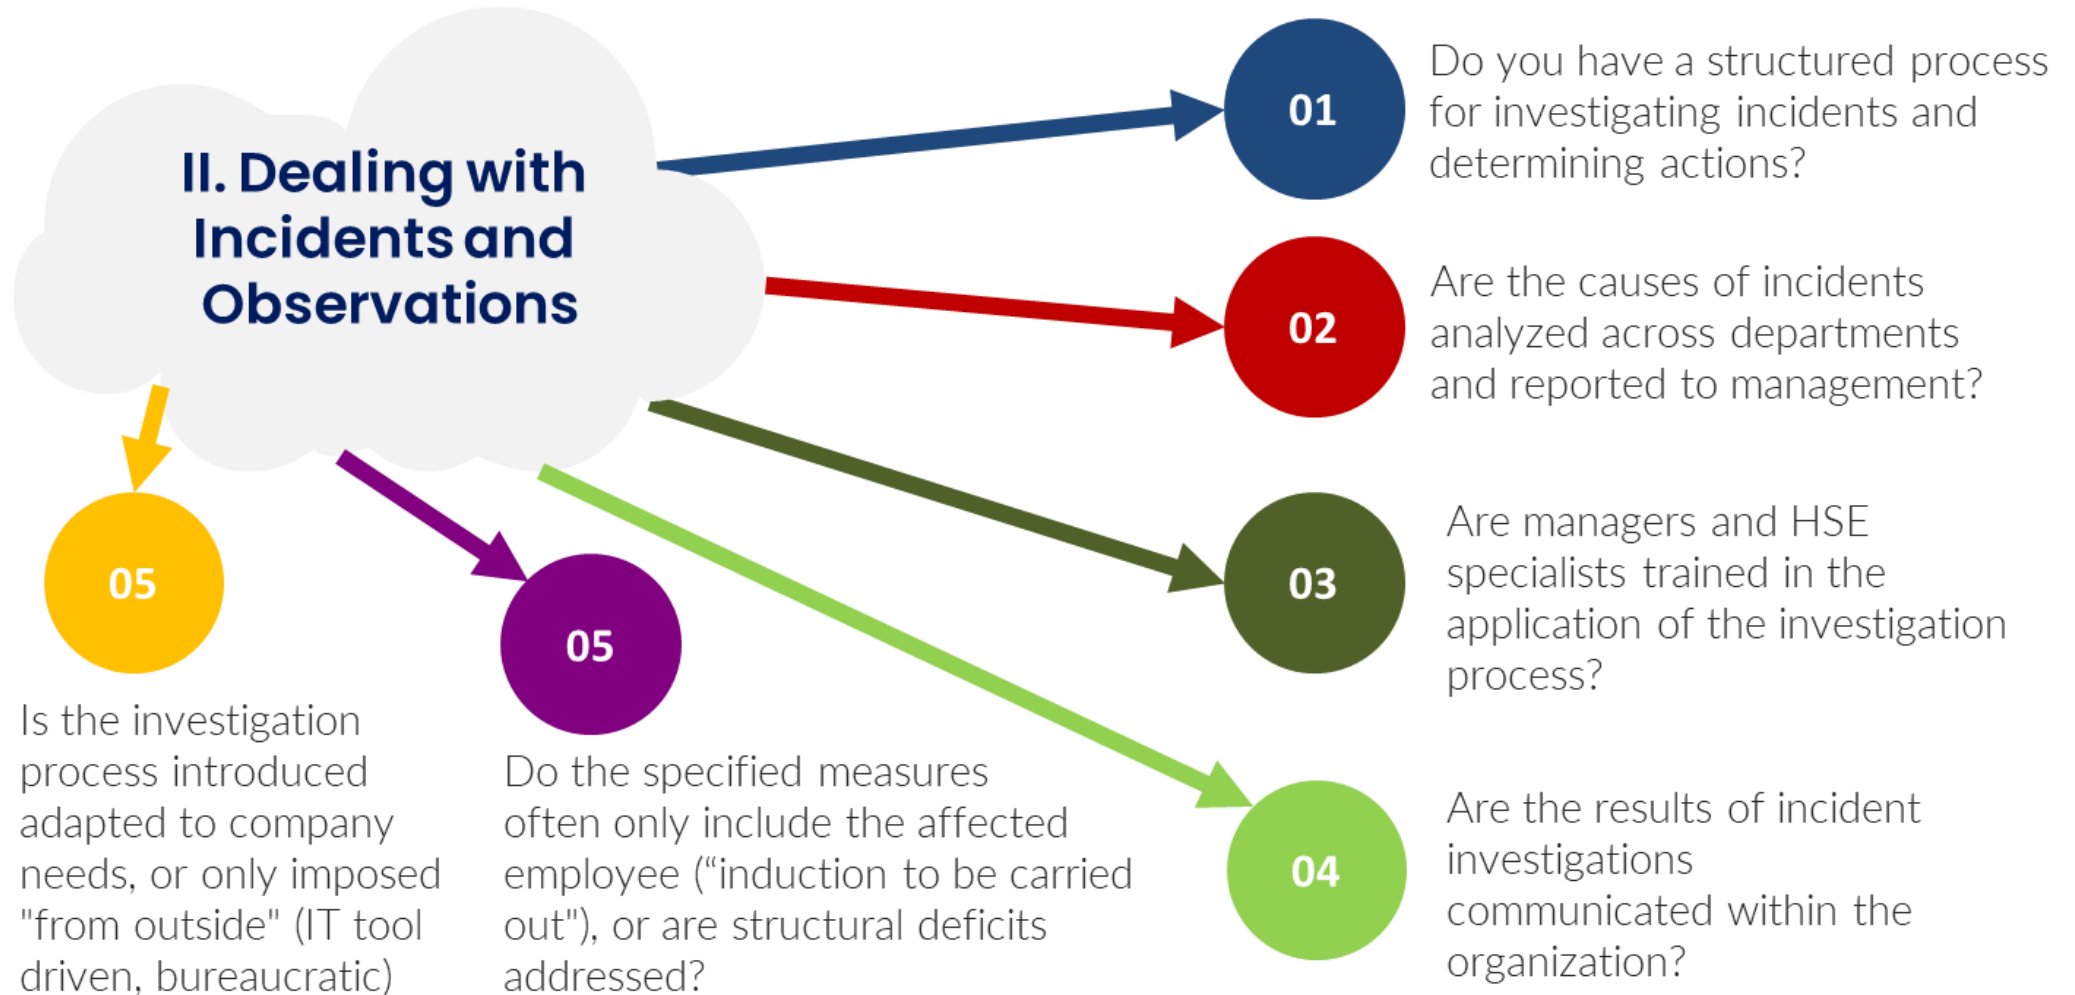 II. Dealing with
Incidents and
Observations
01
Do you have a structured process
for investigating incidents and
determining actions?
02
Are the causes of incidents
analyzed across departments
and reported to management?
03
Are managers and HSE
specialists trained in the
application of the investigation
process?
04
Are the results of incident
investigations
communicated within the
organization?
05
Do the specified measures
often only include the affected
employee (“induction to be carried
out"), or are structural deficits
addressed?
05
Is the investigation
process introduced
adapted to company
needs, or only imposed
"from outside" (IT tool
driven, bureaucratic)